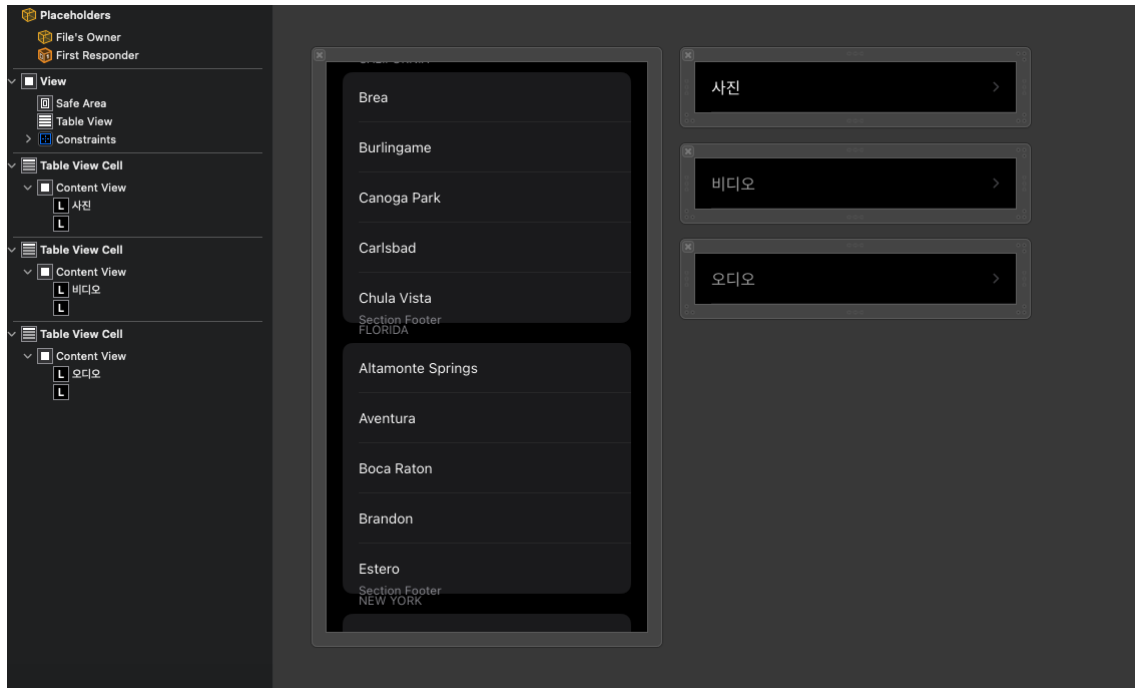 Placeholders
File's Owner
First Responder
View
Safe Area
Table View
Constraints
Table View Cell
Content View
L 사진
L
Table View Cell
Content View
L 비디오
L
Table View Cell
Content View
L 오디오
L
Brea
Burlingame
Canoga Park
Carlsbad
Chula Vista
Section Footer
FLORIDA
Altamonte Springs
Aventura
Boca Raton
Brandon
Estero
Section Footer
NEW YORK
사진
비디오
오디오